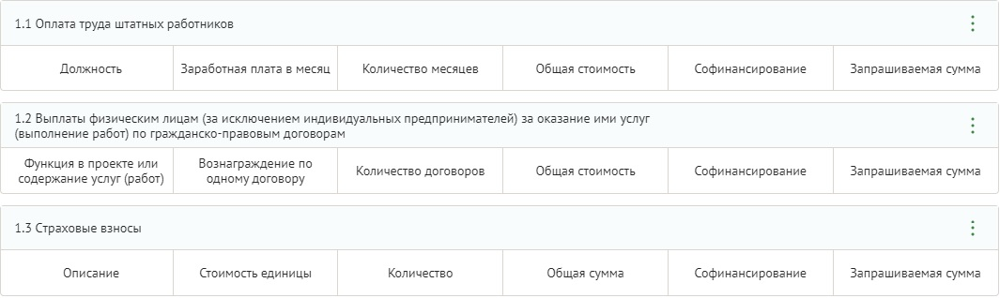 1.1 Оплата труда штатных работников
Должность Заработная плата в месяц Количество месяцев Общая стоимость Софинансирование Запрашиваемая сумма
1.2 Выплаты физическим лицам (за исключением индивидуальных предпринимателей) за оказание ими услуг
(выполнение работ) по гражданско-правовым договорам
Функция в проекте или
содержание услуг (работ)
Вознаграждение по
одному договору
Количество договоров
Общая стоимость
Софинансирование
Запрашиваемая сумма
1.3 Страховые взносы
Описание Стоимость единицы Количество Общая сумма Софинансирование Запрашиваемая сумма